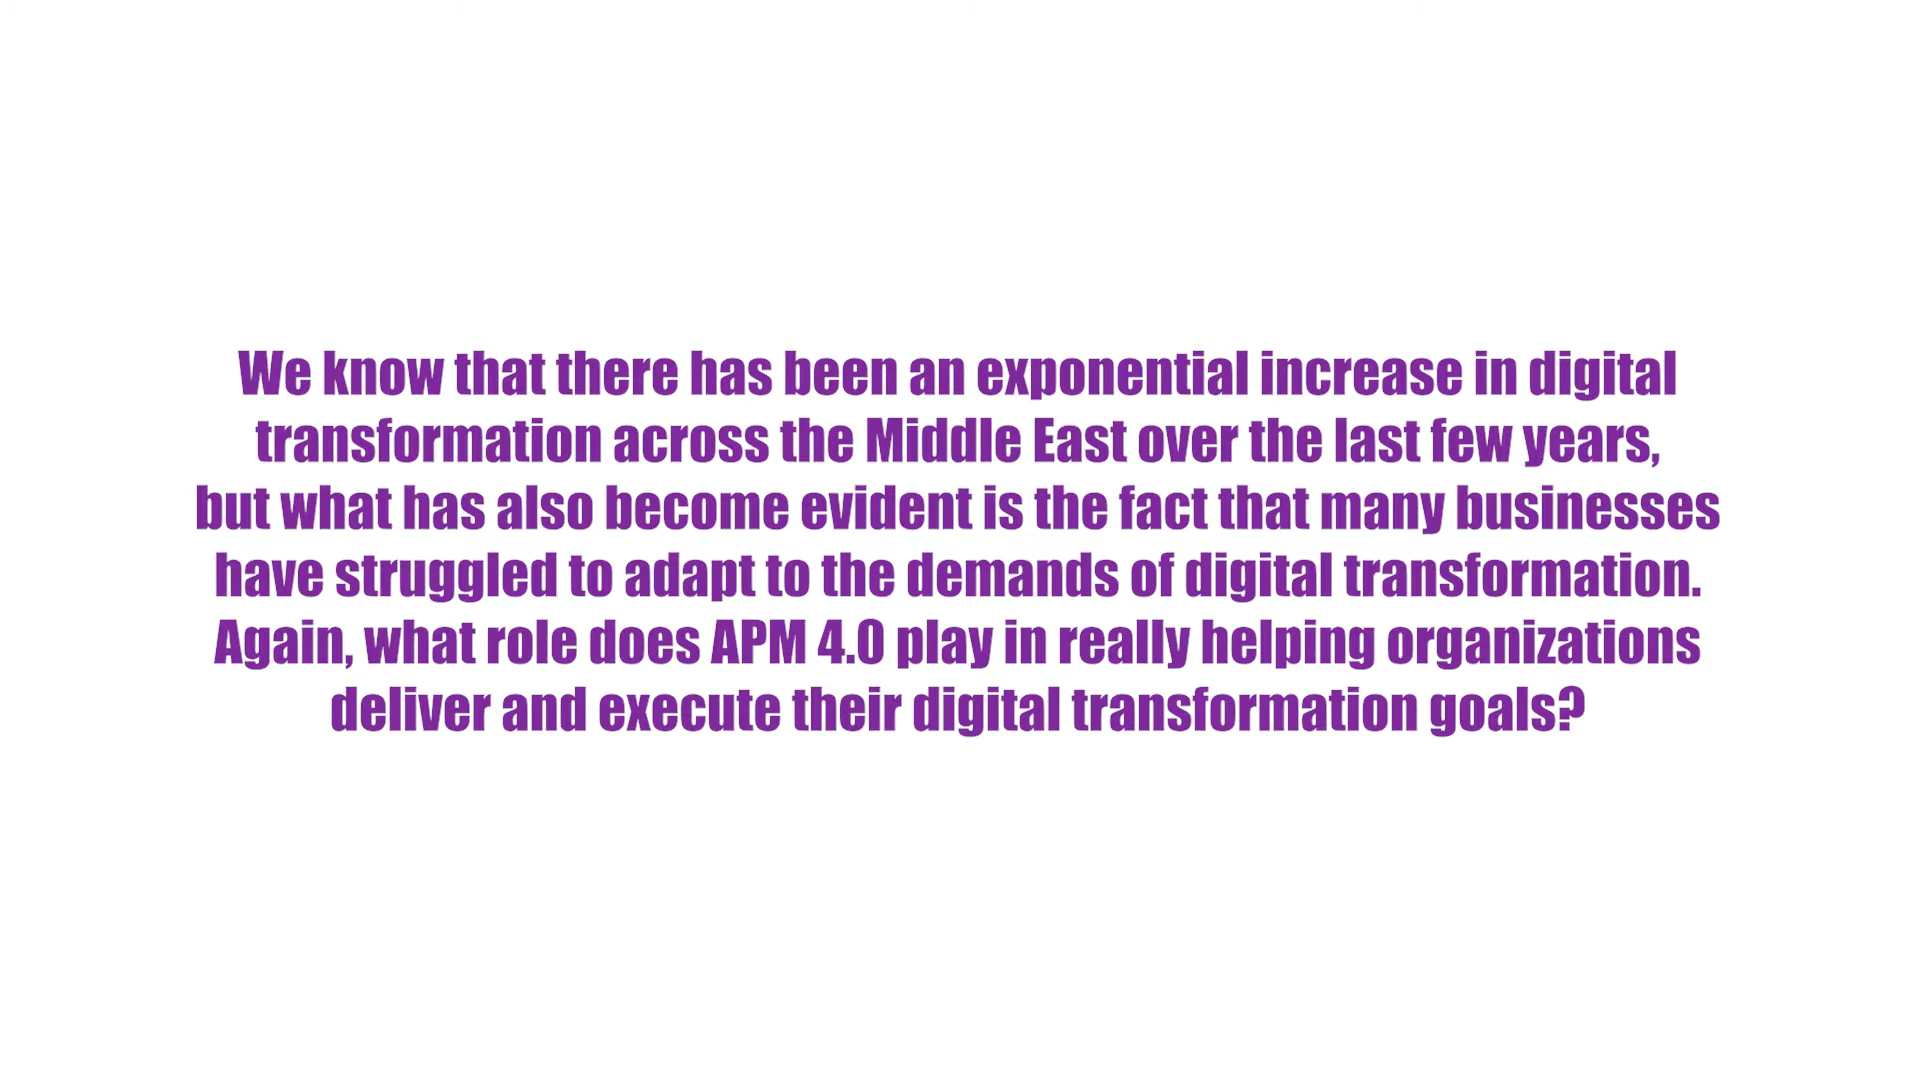 We know that there has been an exponential increase in digital
transformation across the Middle East over the last few years,
but what has also become evident is the fact that many businesses
have struggled to adapt to the demands of digital transformation.
Again, what role does APM 4.0 play in really helping organizations
deliver and execute their digital transformation goals?